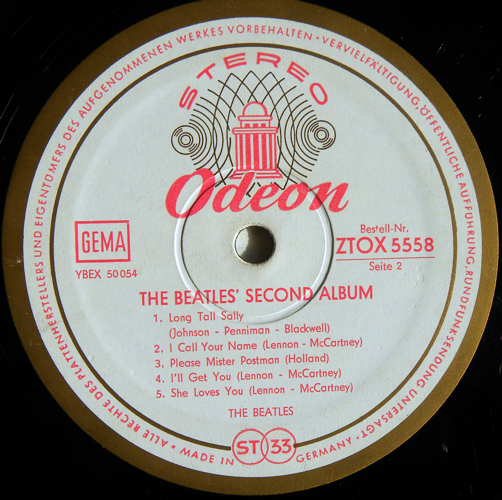 ALLE RECHTE DES PLATTENHERSTELLERS UND EIGENTÜMERS DES AUFGENOMMENEN WERKES VORBEHALTEN • VERVIELFÄLTIGUNG, ÖFFENTLICHE AUFFÜHRUNG, RUNDFUNKSENDUNG UNTERSAGT •
STEREO
Odeon
GEMA
YBEX 50 054
Bestell-Nr.
ZTOX 5558
Seite 2
THE BEATLES' SECOND ALBUM
1. Long Tall Sally
(Johnson - Penniman - Blackwell)
2. I Call Your Name (Lennon - McCartney)
3. Please Mister Postman (Holland)
4. I'll Get You (Lennon - McCartney)
5. She Loves You (Lennon - McCartney)
THE BEATLES
MADE IN GERMANY
ST 33